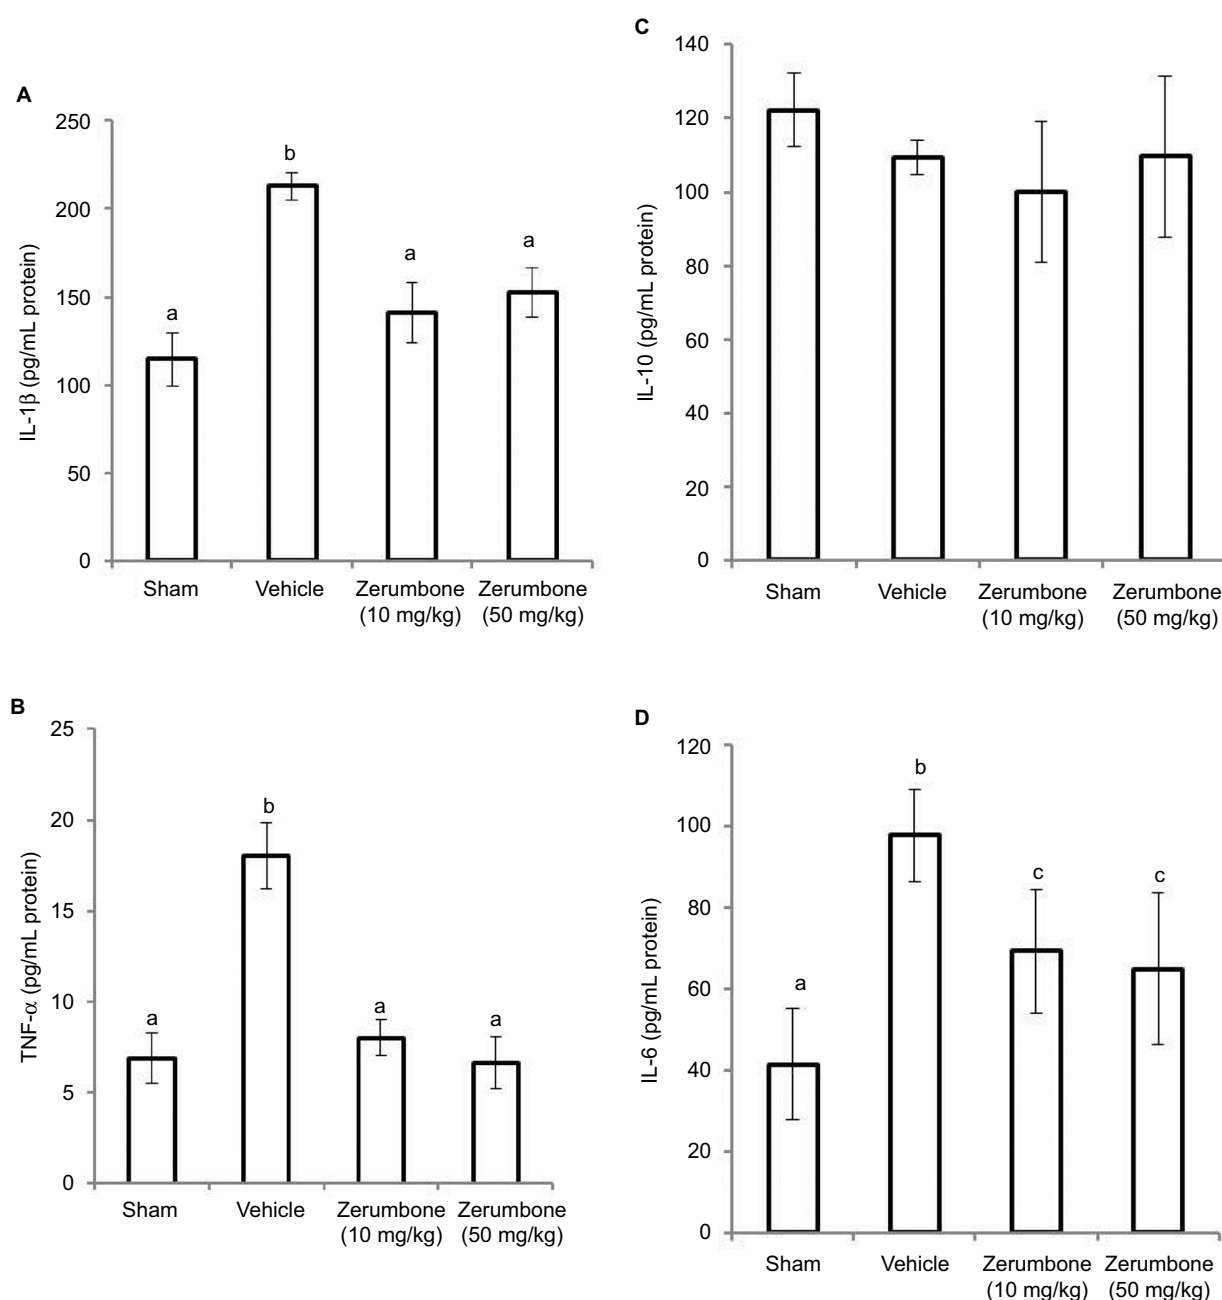 A
250
200
150
100
50
0
IL-1β (pg/mL protein)
a
b
a
a
Sham
Vehicle
Zerumbone
(10 mg/kg)
Zerumbone
(50 mg/kg)
B
25
20
15
10
5
0
TNF-α (pg/mL protein)
a
b
a
a
Sham
Vehicle
Zerumbone
(10 mg/kg)
Zerumbone
(50 mg/kg)
C
140
120
100
80
60
40
20
0
IL-10 (pg/mL protein)
Sham
Vehicle
Zerumbone
(10 mg/kg)
Zerumbone
(50 mg/kg)
D
120
100
80
60
40
20
0
IL-6 (pg/mL protein)
a
b
c
c
Sham
Vehicle
Zerumbone
(10 mg/kg)
Zerumbone
(50 mg/kg)